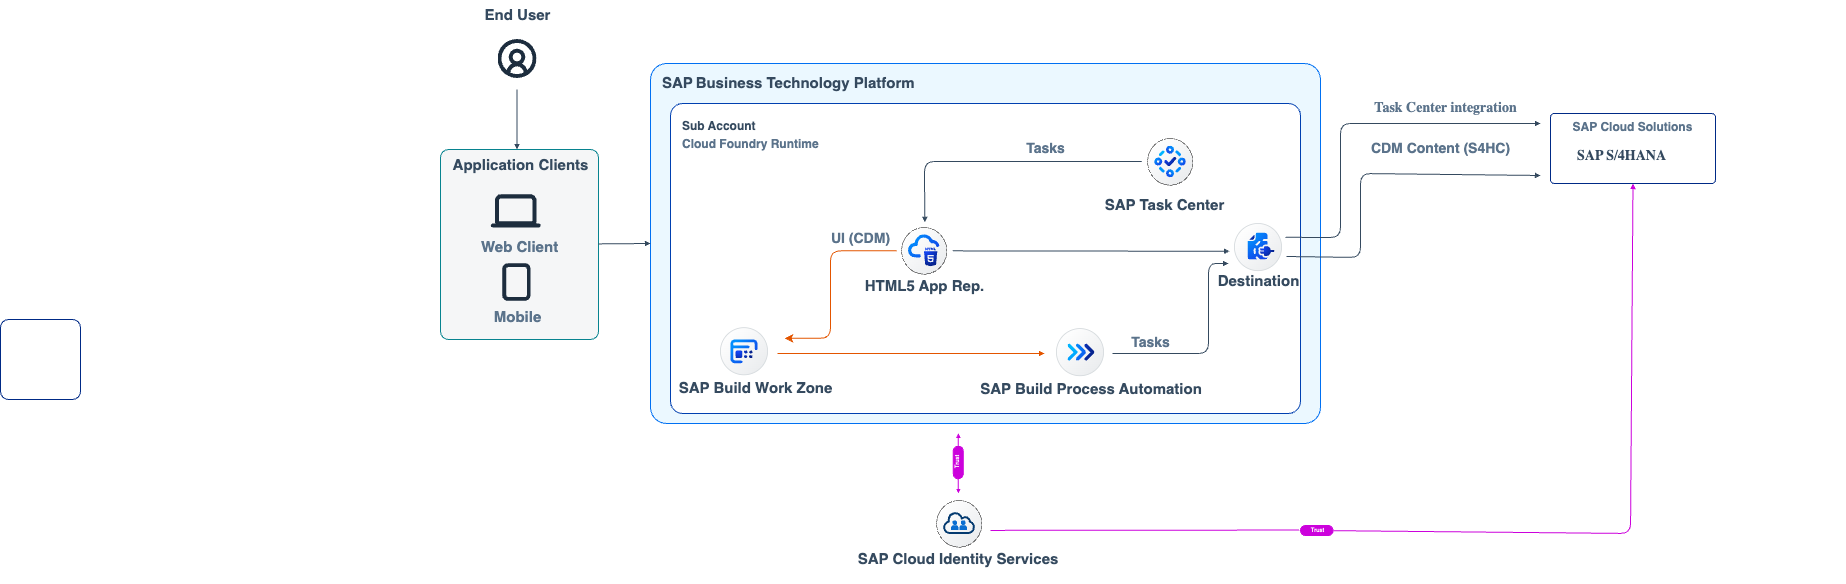 End User
SAP Business Technology Platform
Task Center integration
Sub Account
SAP Cloud Solutions
Cloud Foundry Runtime
Tasks
CDM Content (S4HC)
SAP S/4HANA
Application Clients
SAP Task Center
Web Client
UI (CDM)
HTML5 App Rep.
HTML
5
Destination
Mobile
Tasks
SAP Build Work Zone
SAP Build Process Automation
Trust
Trust
SAP Cloud Identity Services